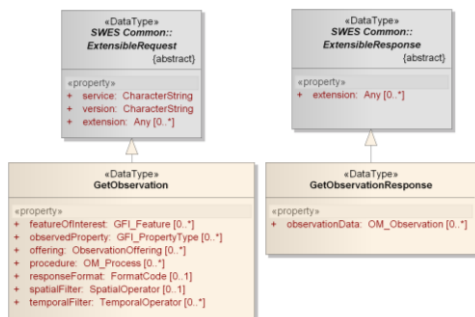 «DataType»
SWES Common::
ExtensibleRequest
{abstract}
«property»
+ service: CharacterString
+ version: CharacterString
+ extension: Any [0..*]
«DataType»
GetObservation
«property»
+ featureOfInterest: GFI_Feature [0..*]
+ observedProperty: GFI_PropertyType [0..*]
+ offering: ObservationOffering [0..*]
+ procedure: OM_Process [0..*]
+ responseFormat: FormatCode [0..1]
+ spatialFilter: SpatialOperator [0..1]
+ temporalFilter: TemporalOperator [0..*]
«DataType»
SWES Common::
ExtensibleResponse
{abstract}
«property»
+ extension: Any [0..*]
«DataType»
GetObservationResponse
«property»
+ observationData: OM_Observation [0..*]